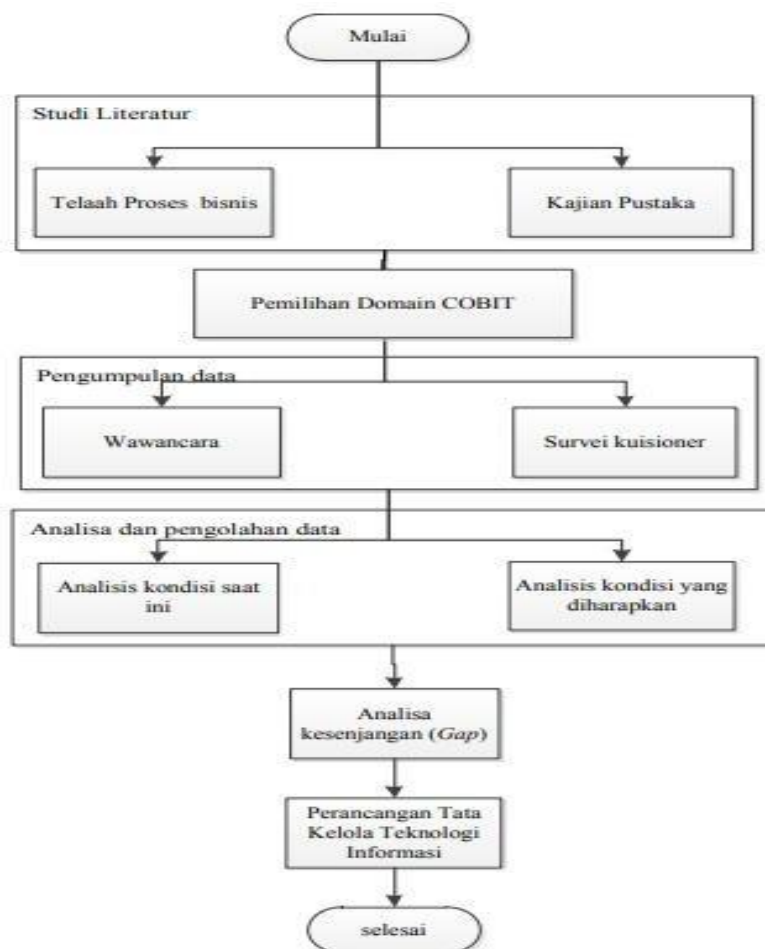 Mulai
Studi Literatur
Telaah Proses bisnis
Kajian Pustaka
Pemilihan Domain COBIT
Pengumpulan data
Wawancara
Survei kuisioner
Analisa dan pengolahan data
Analisis kondisi saat
ini
Analisis kondisi yang
diharapkan
Analisa
kesenjangan (Gap)
Perancangan Tata
Kelola Teknologi
Informasi
selesai